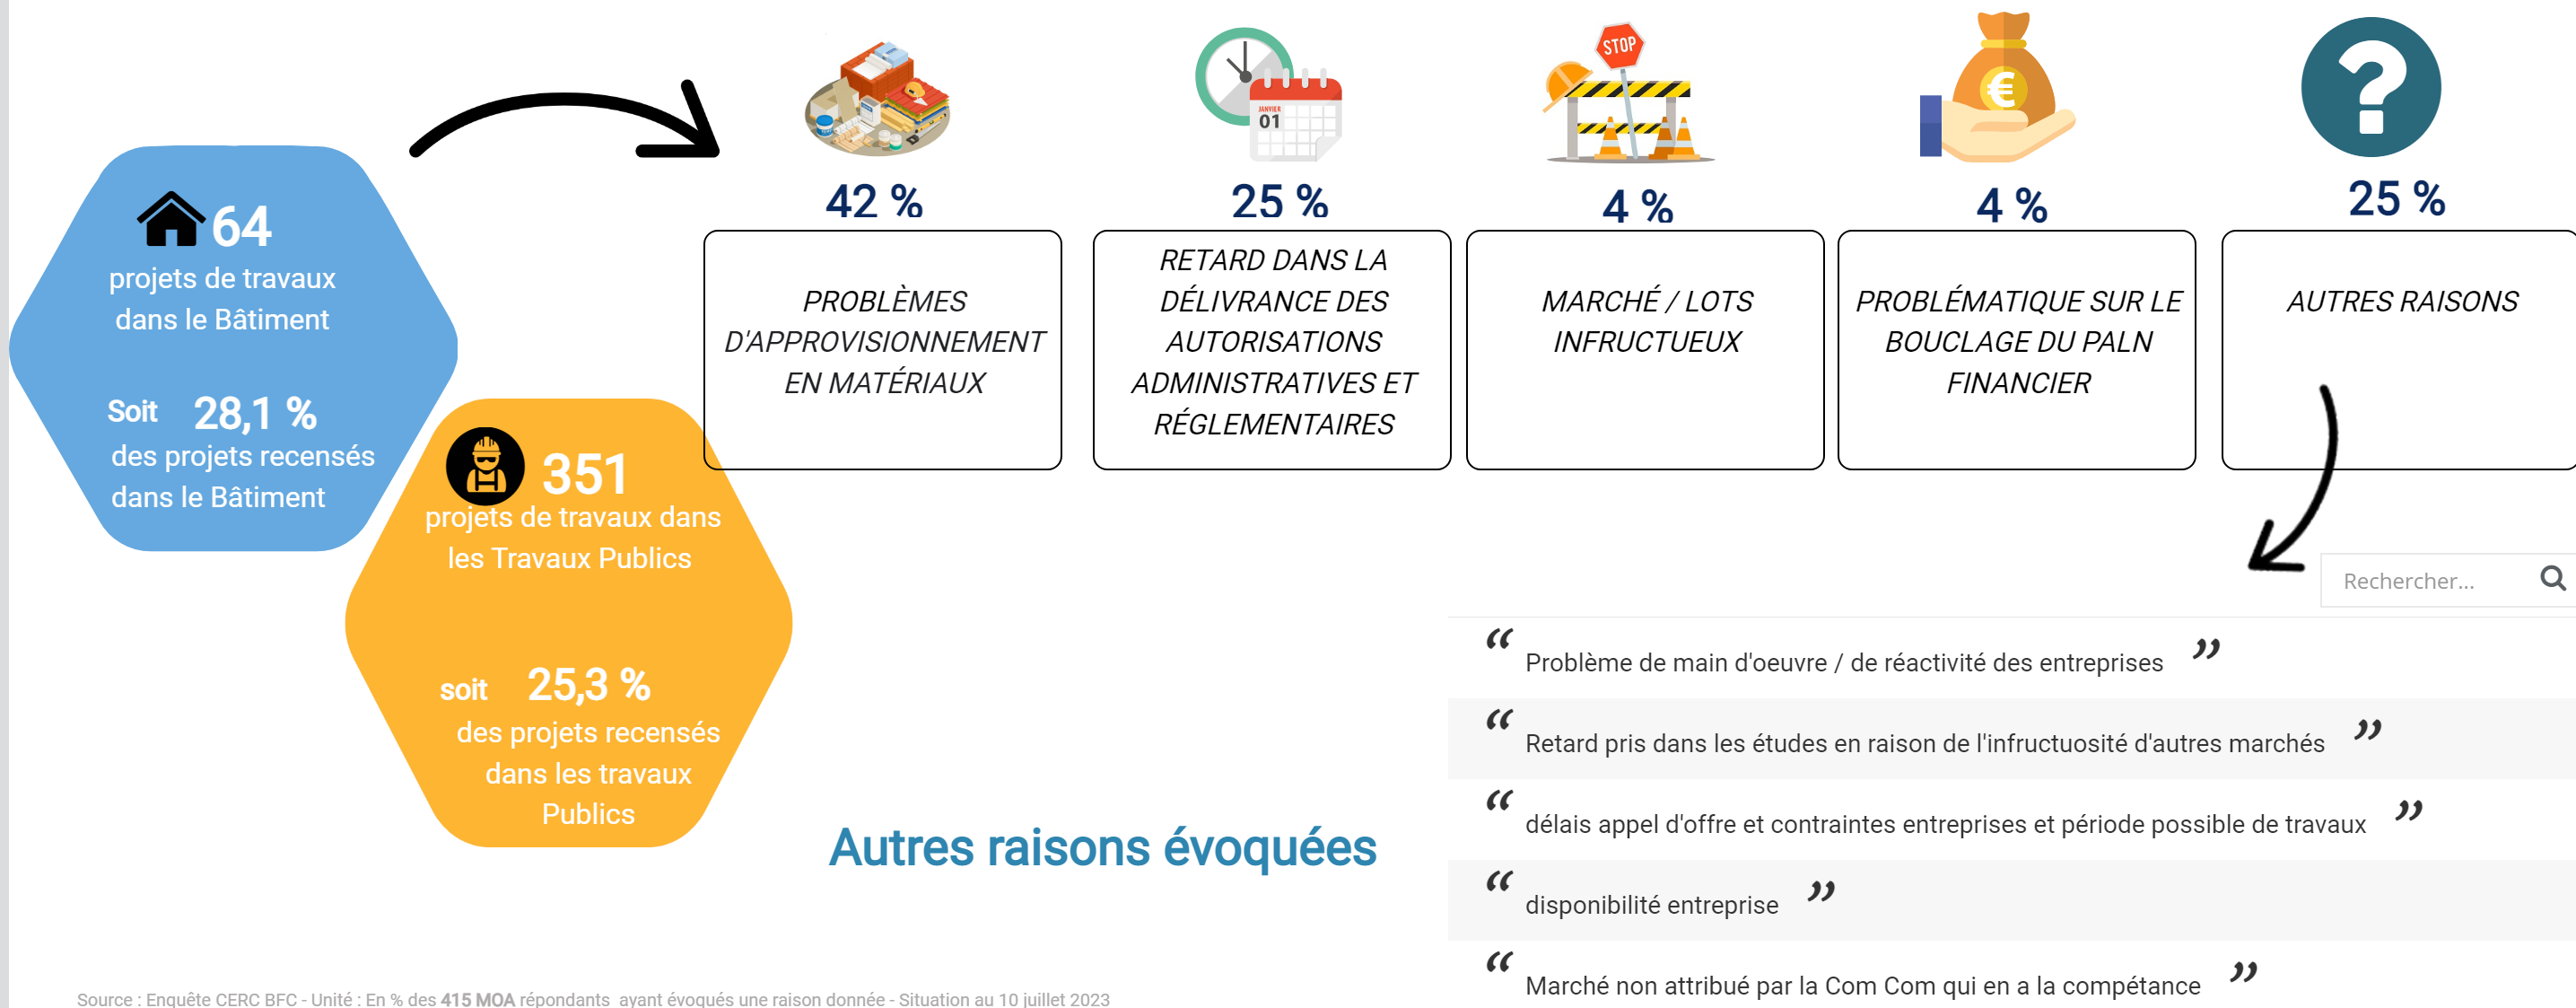 64
projets de travaux
dans le Bâtiment
Soit 28,1 %
des projets recensés
dans le Bâtiment
351
projets de travaux dans
les Travaux Publics
soit 25,3 %
des projets recensés
dans les travaux
Publics
42 %
PROBLÈMES
D'APPROVISIONNEMENT
EN MATÉRIAUX
JANVIER
01
25 %
RETARD DANS LA
DÉLIVRANCE DES
AUTORISATIONS
ADMINISTRATIVES ET
RÉGLEMENTAIRES
STOP
4 %
MARCHÉ / LOTS
INFRUCTUEUX
€
4 %
PROBLÉMATIQUE SUR LE
BOUCLAGE DU PALN
FINANCIER
?
25 %
AUTRES RAISONS
Rechercher...
Autres raisons évoquées
“ Problème de main d'oeuvre / de réactivité des entreprises ”
“ Retard pris dans les études en raison de l'infructuosité d'autres marchés ”
“ délais appel d'offre et contraintes entreprises et période possible de travaux ”
“ disponibilité entreprise ”
“ Marché non attribué par la Com Com qui en a la compétance ”
Source : Enquête CERC BFC - Unité : En % des 415 MOA répondants ayant évoqués une raison donnée - Situation au 10 juillet 2023